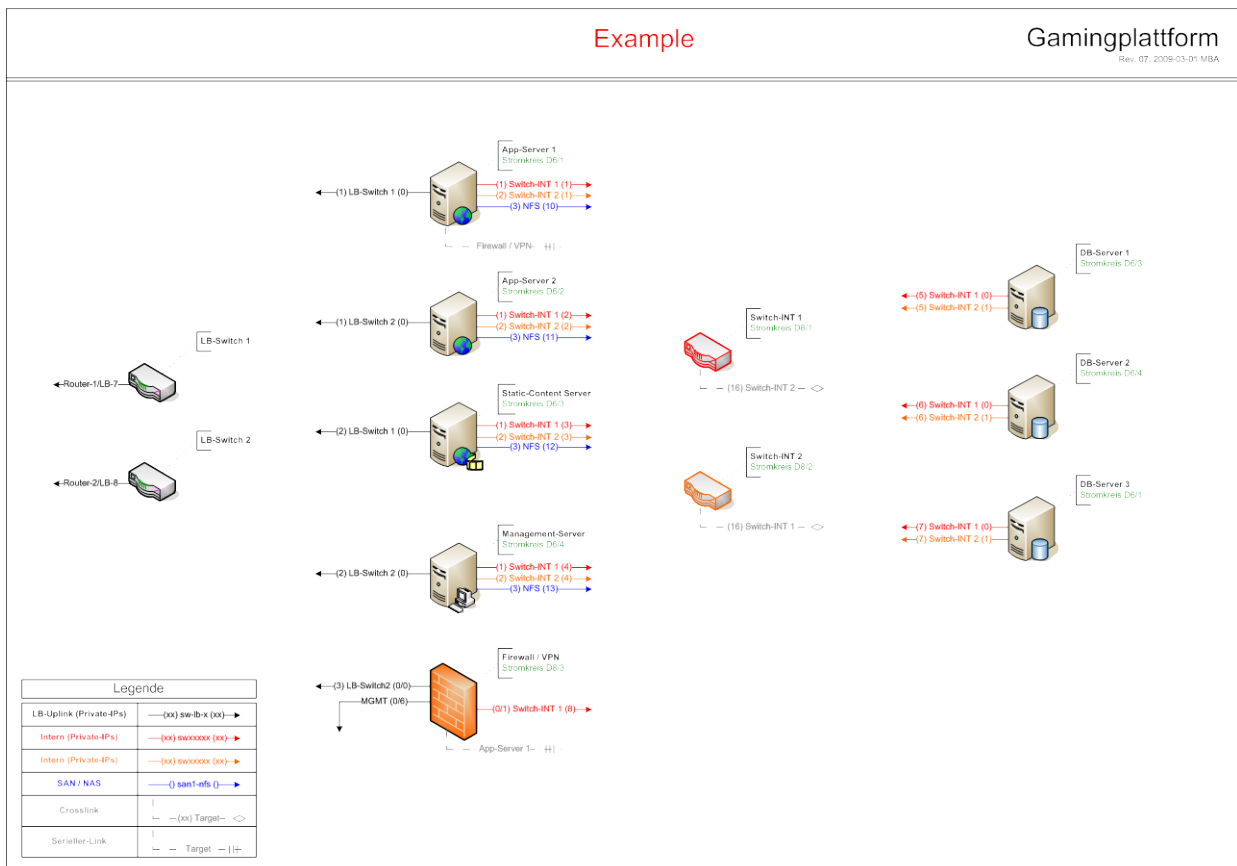 Example
Gamingplattform
Rev. 07, 2009-03-01 MBA
App-Server 1
Stromkreis D6/1
(1) LB-Switch 1 (0)
(1) Switch-INT 1 (1)
(2) Switch-INT 2 (1)
(3) NFS (10)
Firewall / VPN
App-Server 2
Stromkreis D6/2
(1) LB-Switch 2 (0)
(1) Switch-INT 1 (2)
(2) Switch-INT 2 (2)
(3) NFS (11)
LB-Switch 1
Router-1/LB-7
Static-Content Server
Stromkreis D6/3
(2) LB-Switch 1 (0)
(1) Switch-INT 1 (3)
(2) Switch-INT 2 (3)
(3) NFS (12)
LB-Switch 2
Router-2/LB-8
Management-Server
Stromkreis D6/4
(2) LB-Switch 2 (0)
(1) Switch-INT 1 (4)
(2) Switch-INT 2 (4)
(3) NFS (13)
Firewall / VPN
Stromkreis D8/3
(3) LB-Switch2 (0/0)
MGMT (0/6)
(0/1) Switch-INT 1 (8)
App-Server 1
Switch-INT 1
Stromkreis D8/1
(16) Switch-INT 2
Switch-INT 2
Stromkreis D8/2
(16) Switch-INT 1
DB-Server 1
Stromkreis D6/3
(5) Switch-INT 1 (0)
(5) Switch-INT 2 (1)
DB-Server 2
Stromkreis D6/4
(6) Switch-INT 1 (0)
(6) Switch-INT 2 (1)
DB-Server 3
Stromkreis D6/1
(7) Switch-INT 1 (0)
(7) Switch-INT 2 (1)
Legende
LB-Uplink (Private-IPs) (xx) sw-lb-x (xx)
Intern (Private-IPs) (xx) swxxxxx (xx)
Intern (Private-IPs) (xx) swxxxxx (xx)
SAN / NAS () san1-nfs ()
Crosslink (xx) Target
Serieller-Link Target